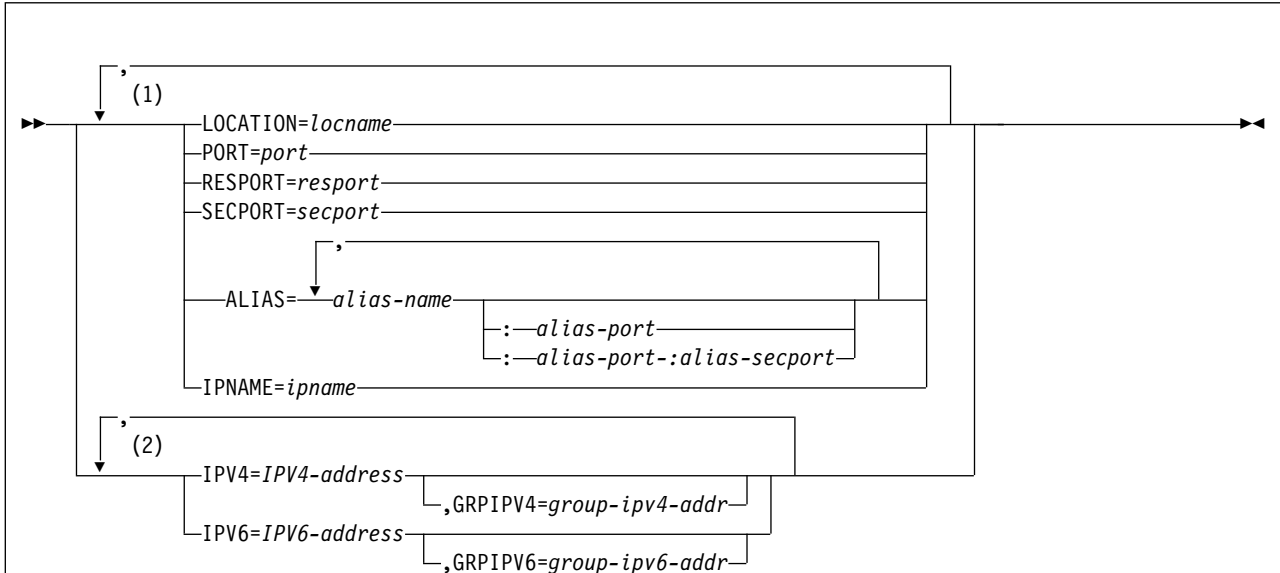 ,
(1)
LOCATION=locname
PORT=port
RESPORT=resport
SECPORT=secport
,
ALIAS= alias-name
: alias-port
: alias-port-:alias-secport
IPNAME=ipname
,
(2)
IPV4=IPV4-address
,GRPIPV4=group-ipv4-addr
IPV6=IPV6-address
,GRPIPV6=group-ipv6-addr